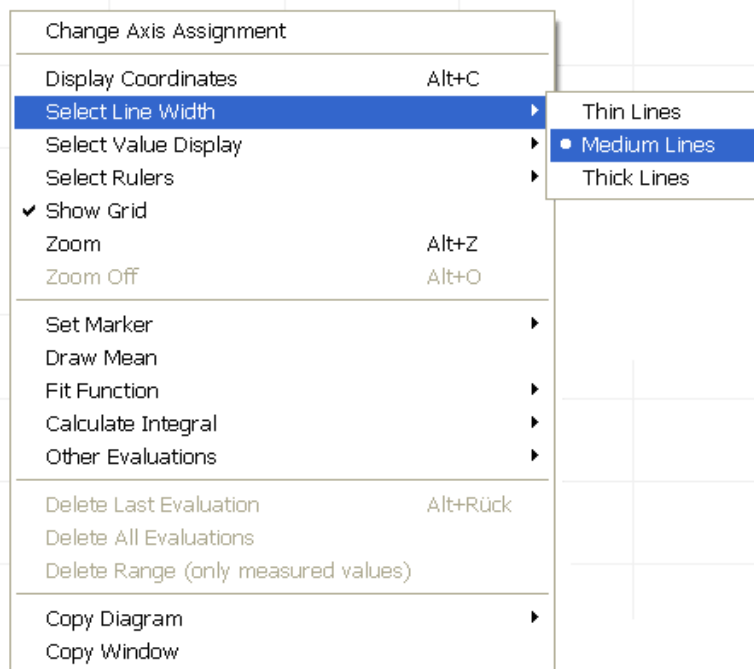 Change Axis Assignment
Display Coordinates Alt+C
Select Line Width
Thin Lines
Medium Lines
Thick Lines
Select Value Display
Select Rulers
Show Grid
Zoom Alt+Z
Zoom Off Alt+O
Set Marker
Draw Mean
Fit Function
Calculate Integral
Other Evaluations
Delete Last Evaluation Alt+Rück
Delete All Evaluations
Delete Range (only measured values)
Copy Diagram
Copy Window